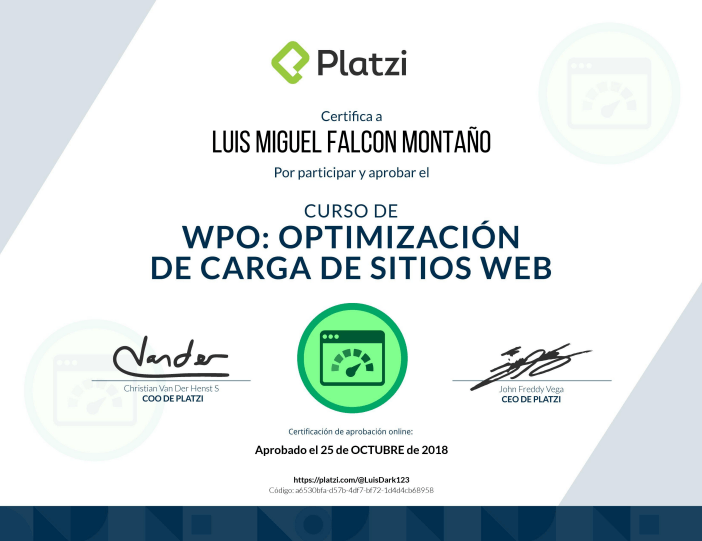 Platzi
Certifica a
LUIS MIGUEL FALCON MONTAÑO
Por participar y aprobar el
CURSO DE
WPO: OPTIMIZACIÓN
DE CARGA DE SITIOS WEB
Vander
Christian Van Der Henst S
COO DE PLATZI
John Freddy Vega
CEO DE PLATZI
Certificación de aprobación online:
Aprobado el 25 de OCTUBRE de 2018
https://platzi.com/@LuisDark123
Código: a6530bfa-d57b-4df7-bf72-1d4d4cb68958